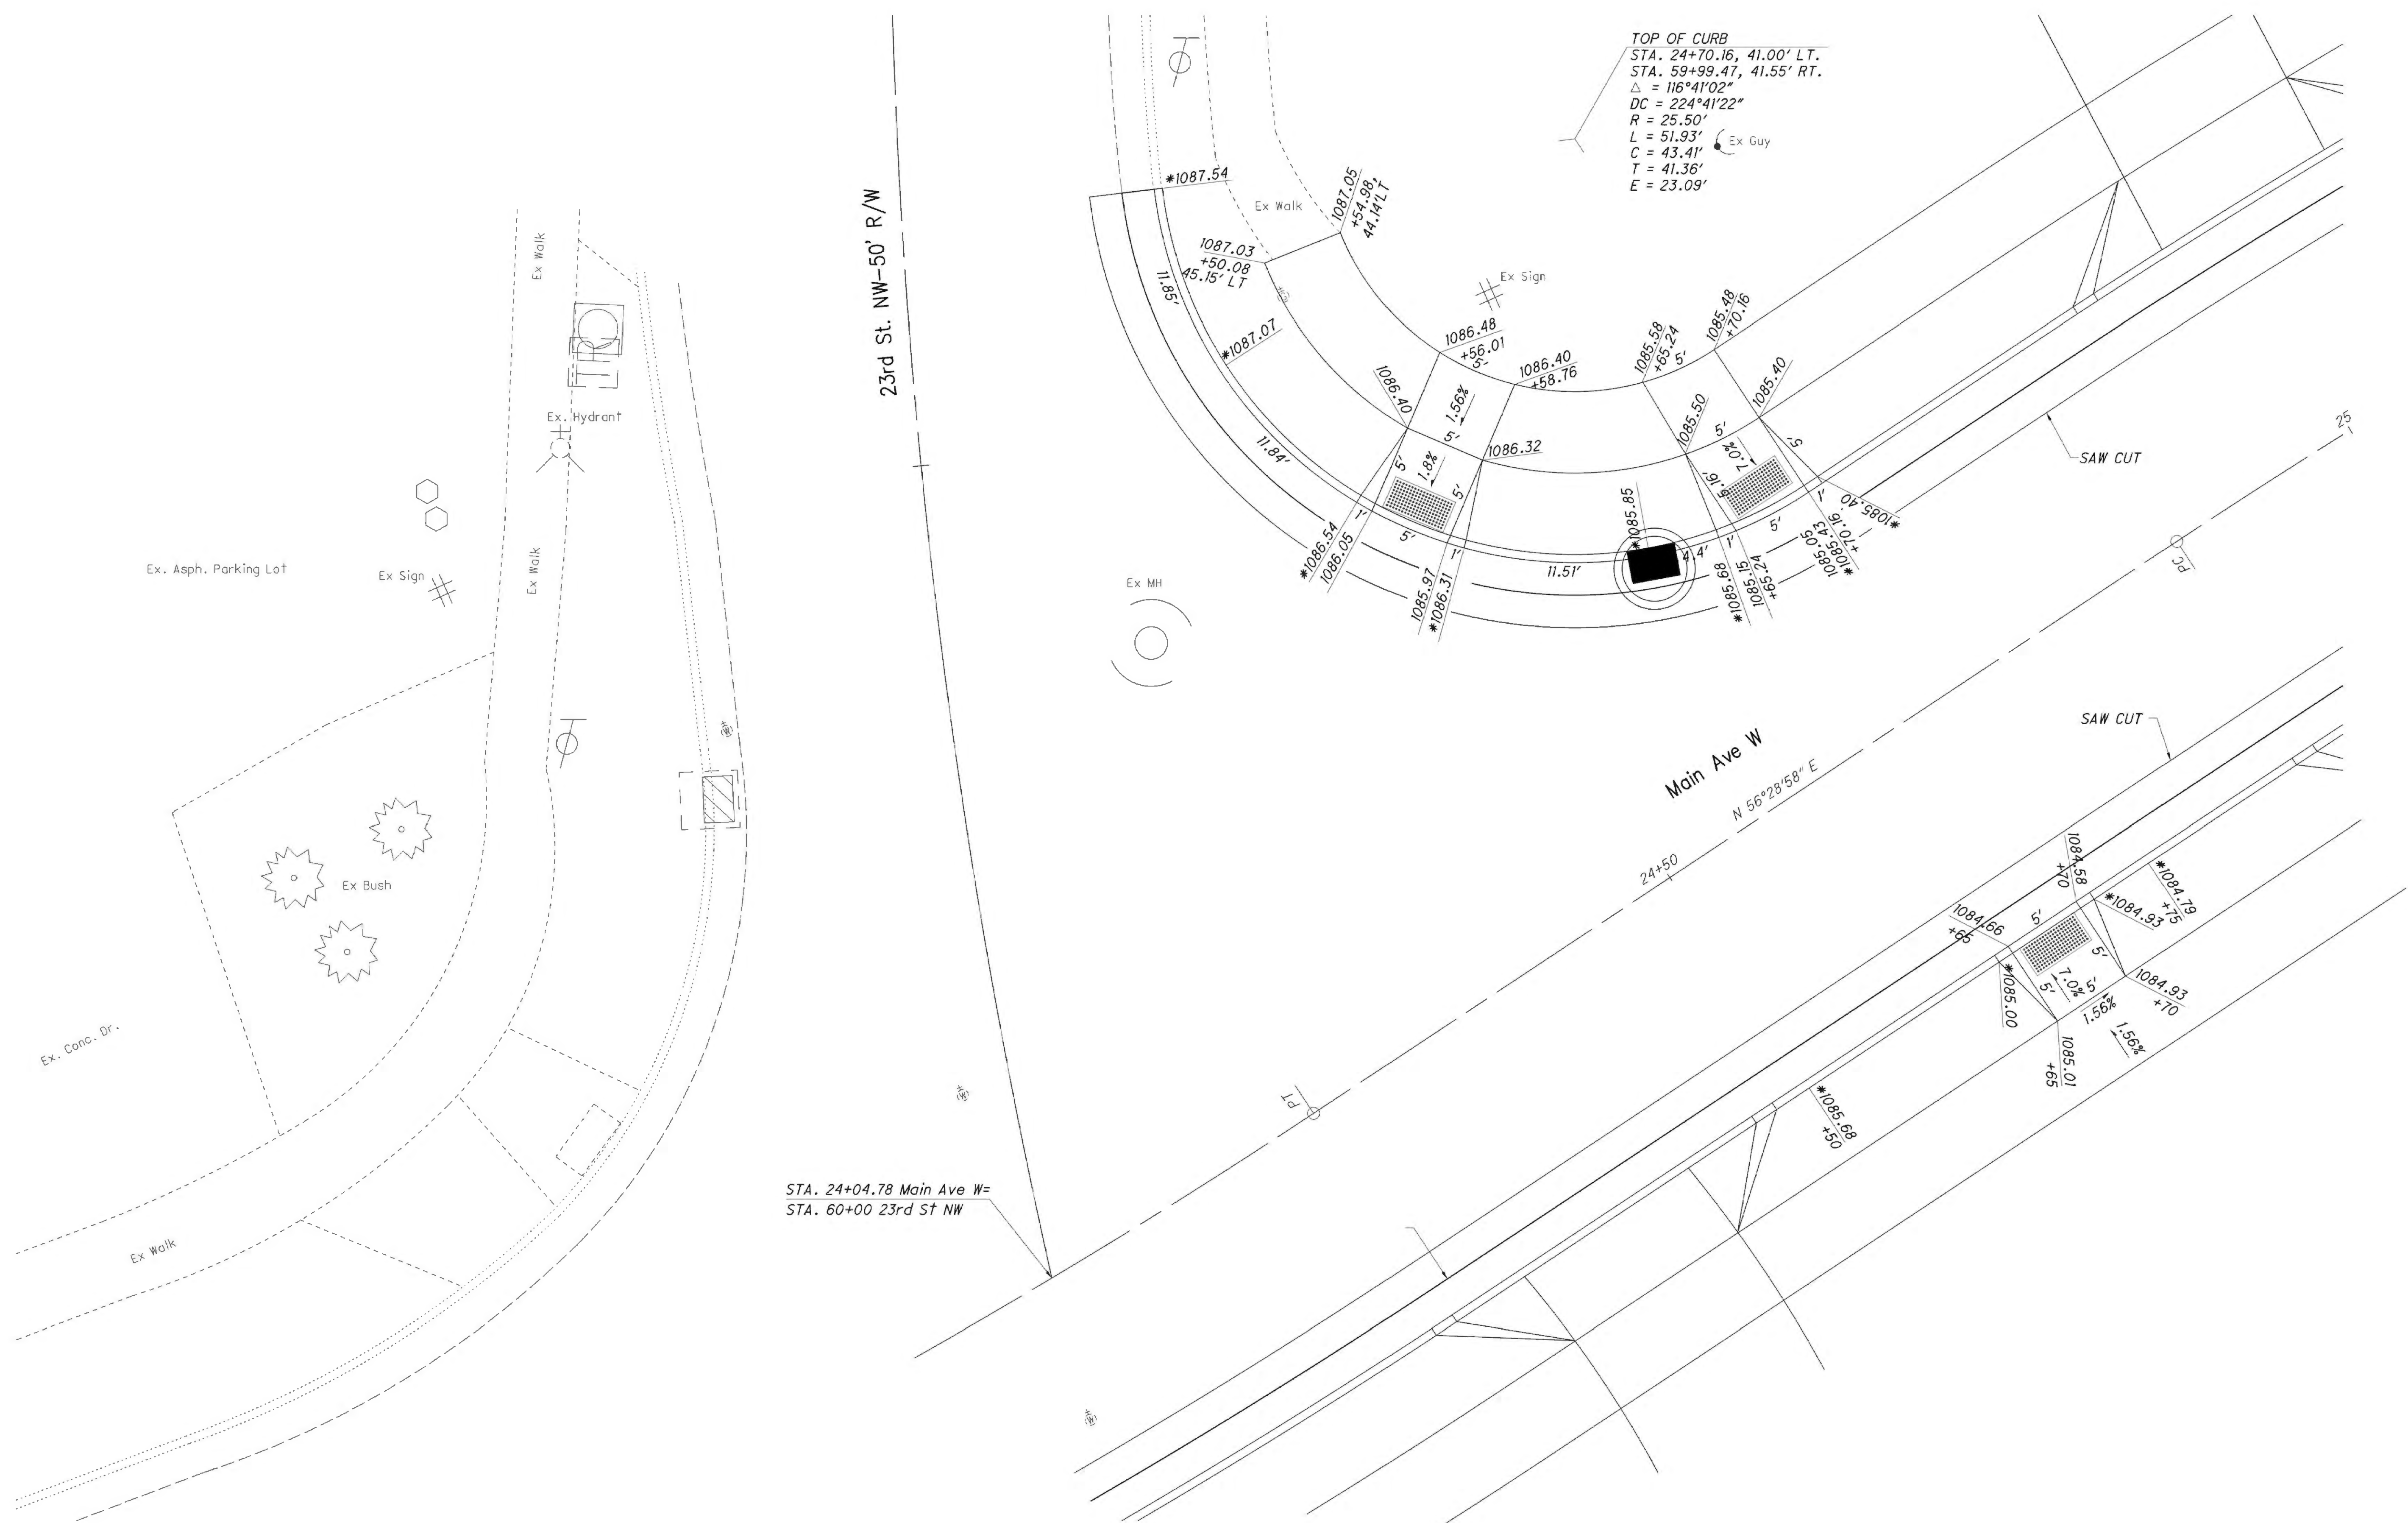 TOP OF CURB
STA. 24+70.16, 41.00' LT.
STA. 59+99.47, 41.55' RT.
△ = 116°41'02"
DC = 224°41'22"
R = 25.50'
L = 51.93'
C = 43.41'
T = 41.36'
E = 23.09'
Ex Guy
23rd St. NW-50' R/W
*1087.54
Ex Walk
1087.05
+54.98,
44.14'LT
1087.03
+50.08
45.15' LT
11.85'
*1087.07
Ex Sign
1086.48
+56.01
5'
1086.40
+58.76
1085.58
+65.24
5'
1085.48
+70.16
1086.40
1.56%
5'
1085.40
1085.50
5'
5'
7.0%
11.84'
5'
1.8%
1086.32
5'
5.16'
SAW CUT
25
1'
5'
1'
*1086.54
1086.05
1085.97
*1086.31
11.51'
*1085.85
4.4'
1'
5'
1'
*1085.40
*1085.68
1085.15
+65.24
1085.05
*1085.43
+70.16
PC
Ex Walk
Ex. Hydrant
Ex Walk
Ex. Asph. Parking Lot
Ex Sign
Ex MH
Ex Bush
Ex. Conc. Dr.
Ex Walk
(W)
(W)
(W)
Main Ave W
N 56°28'58" E
24+50
PT
STA. 24+04.78 Main Ave W=
STA. 60+00 23rd St NW
SAW CUT
1084.58
+70
*1084.79
+75
*1084.93
1084.66
+65
5'
5'
7.0%
5'
5'
1.56%
1.56%
1084.93
+70
*1085.00
1085.01
+65
*1085.68
+50